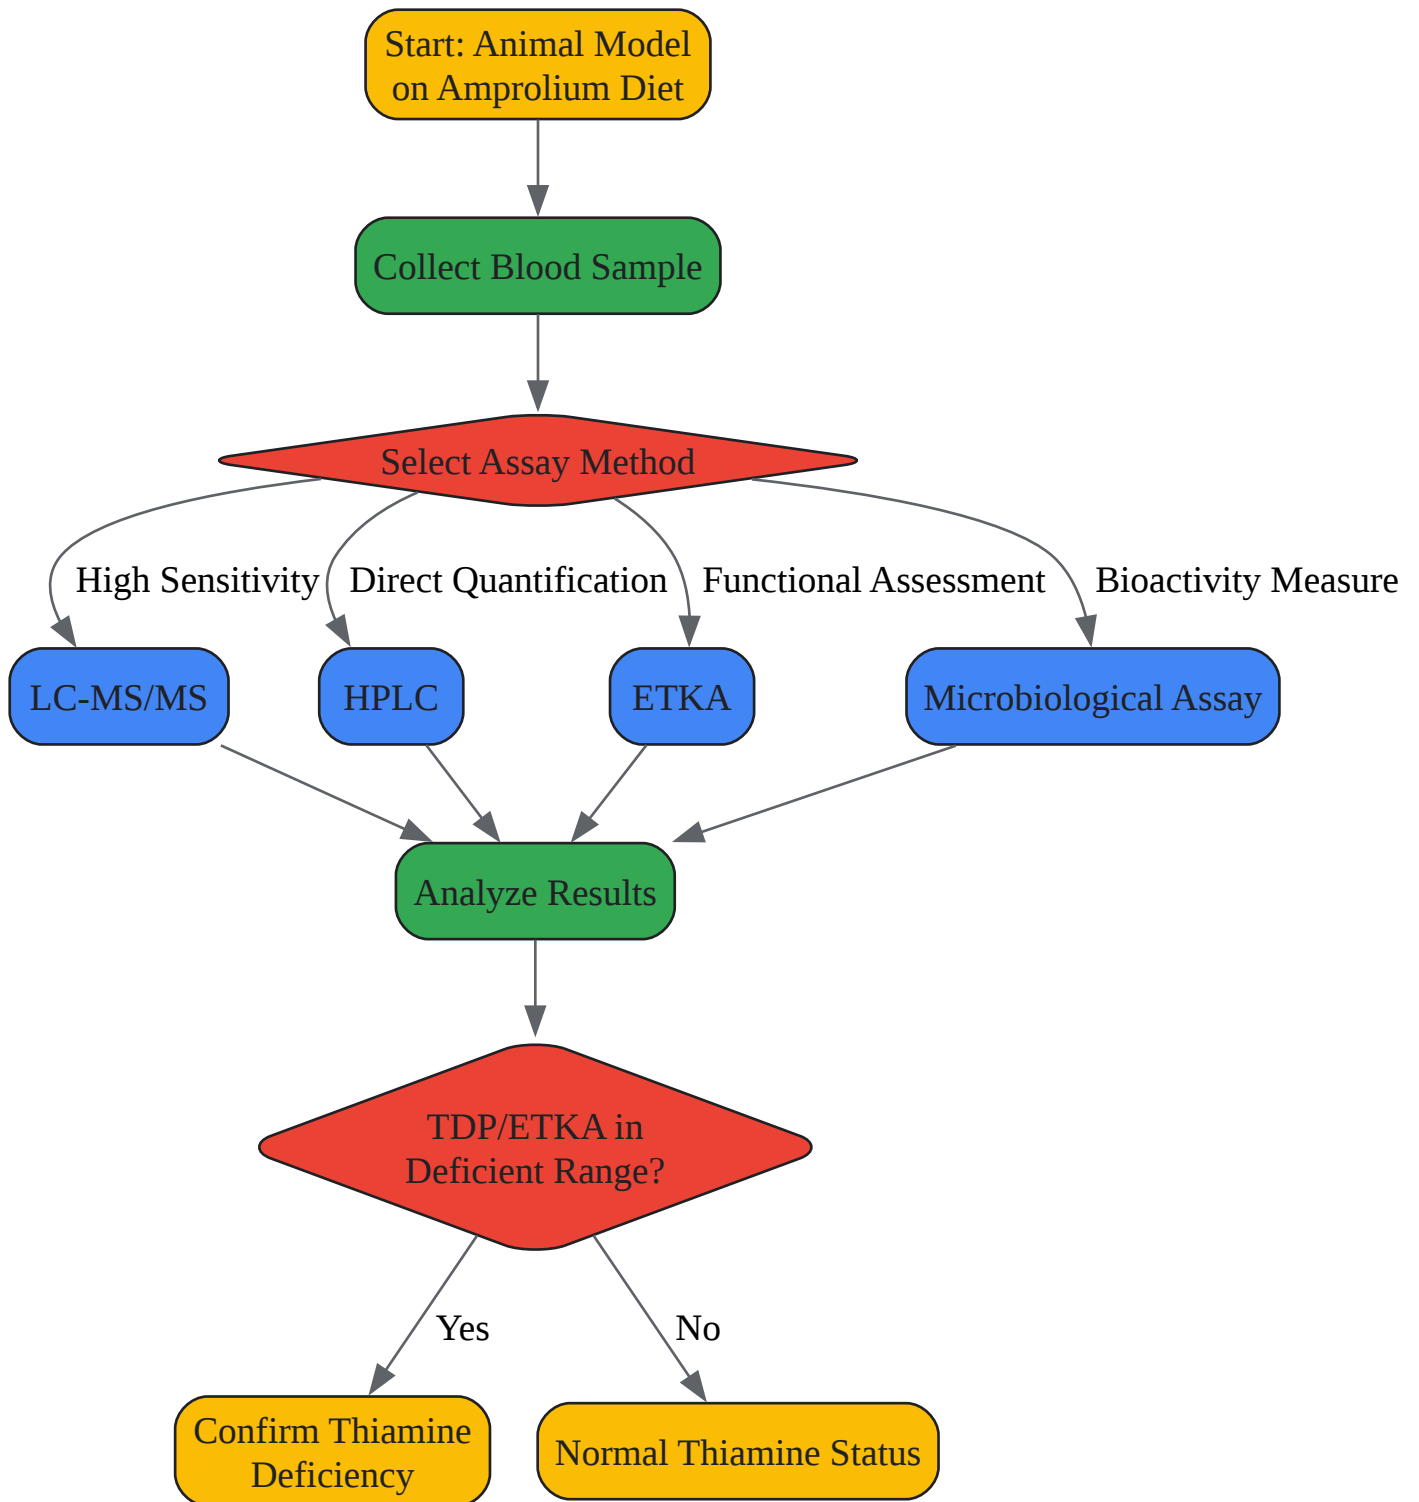 Start: Animal Model
on Amprolium Diet
Collect Blood Sample
Select Assay Method
High Sensitivity
Direct Quantification
Functional Assessment
Bioactivity Measure
LC-MS/MS
HPLC
ETKA
Microbiological Assay
Analyze Results
TDP/ETKA in
Deficient Range?
Yes
No
Confirm Thiamine
Deficiency
Normal Thiamine Status